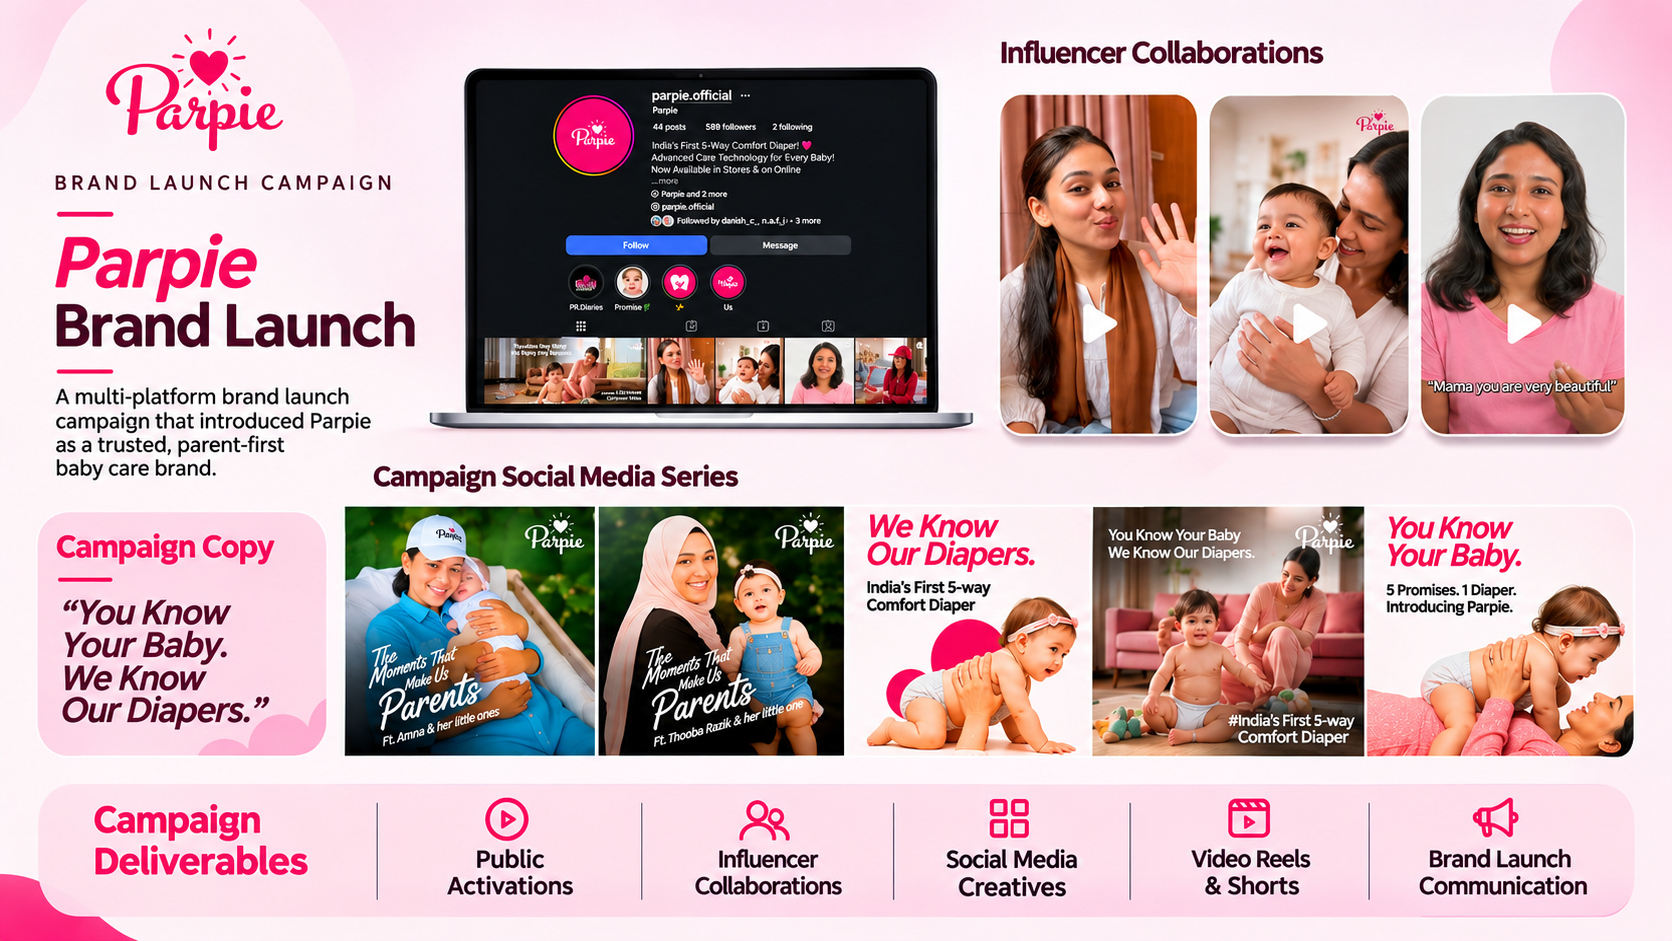 Parpie
BRAND LAUNCH CAMPAIGN
Parpie
Brand Launch
A multi-platform brand launch
campaign that introduced Parpie
as a trusted, parent-first
baby care brand.
parpie.official ...
Parpie
44 posts 589 followers 2 following
India's First 5-Way Comfort Diaper!
Advanced Care Technology for Every Baby!
Now Available in Stores & on Online
...more
Parpie and 2 more
parpie.official
Followed by danish_c_, n.a.f_i + 3 more
Follow
Message
Parpie
PR.Diaries
Promise
Us
Influencer Collaborations
Parpie
"Mama you are very beautiful"
Campaign Social Media Series
Campaign Copy
"You Know
Your Baby.
We Know
Our Diapers."
Parpie
The
Moments That
Make Us
Parents
Ft. Amna & her little ones
Parpie
The
Moments That
Make Us
Parents
Ft. Thooba Razik & her little one
We Know
Our Diapers.
India's First 5-way
Comfort Diaper
You Know Your Baby
We Know Our Diapers.
Parpie
#India's First 5-way
Comfort Diaper
You Know
Your Baby.
5 Promises. 1 Diaper.
Introducing Parpie.
Campaign
Deliverables
Public
Activations
Influencer
Collaborations
Social Media
Creatives
Video Reels
& Shorts
Brand Launch
Communication